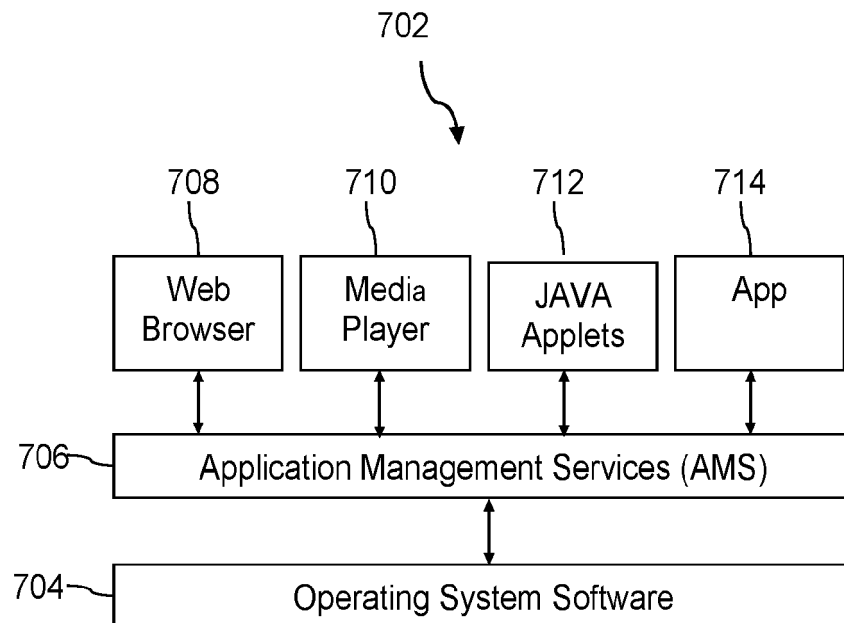 702
708
710
712
714
Web
Browser
Media
Player
JAVA
Applets
App
706
Application Management Services (AMS)
704
Operating System Software